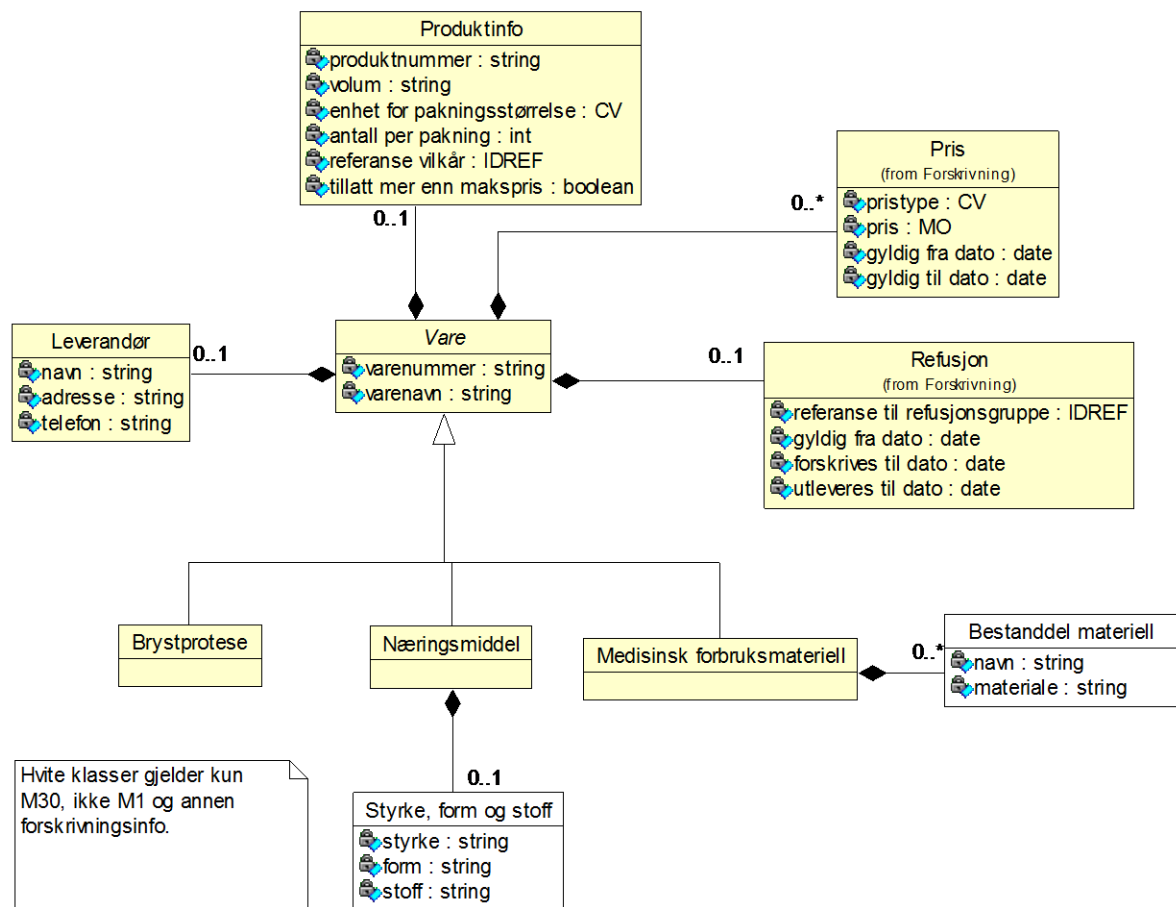 Produktinfo
produktnummer : string
volum : string
enhet for pakningsstørrelse : CV
antall per pakning : int
referanse vilkår : IDREF
tillatt mer enn makspris : boolean
0..1
Pris
(from Forskrivning)
pristype : CV
pris : MO
gyldig fra dato : date
gyldig til dato : date
0..*
Leverandør
navn : string
adresse : string
telefon : string
0..1
Vare
varenummer : string
varenavn : string
0..1
Refusjon
(from Forskrivning)
referanse til refusjonsgruppe : IDREF
gyldig fra dato : date
forskrives til dato : date
utleveres til dato : date
Brystprotese
Næringsmiddel
Medisinsk forbruksmateriell
0..*
Bestanddel materiell
navn : string
materiale : string
Hvite klasser gjelder kun
M30, ikke M1 og annen
forskrivningsinfo.
0..1
Styrke, form og stoff
styrke : string
form : string
stoff : string